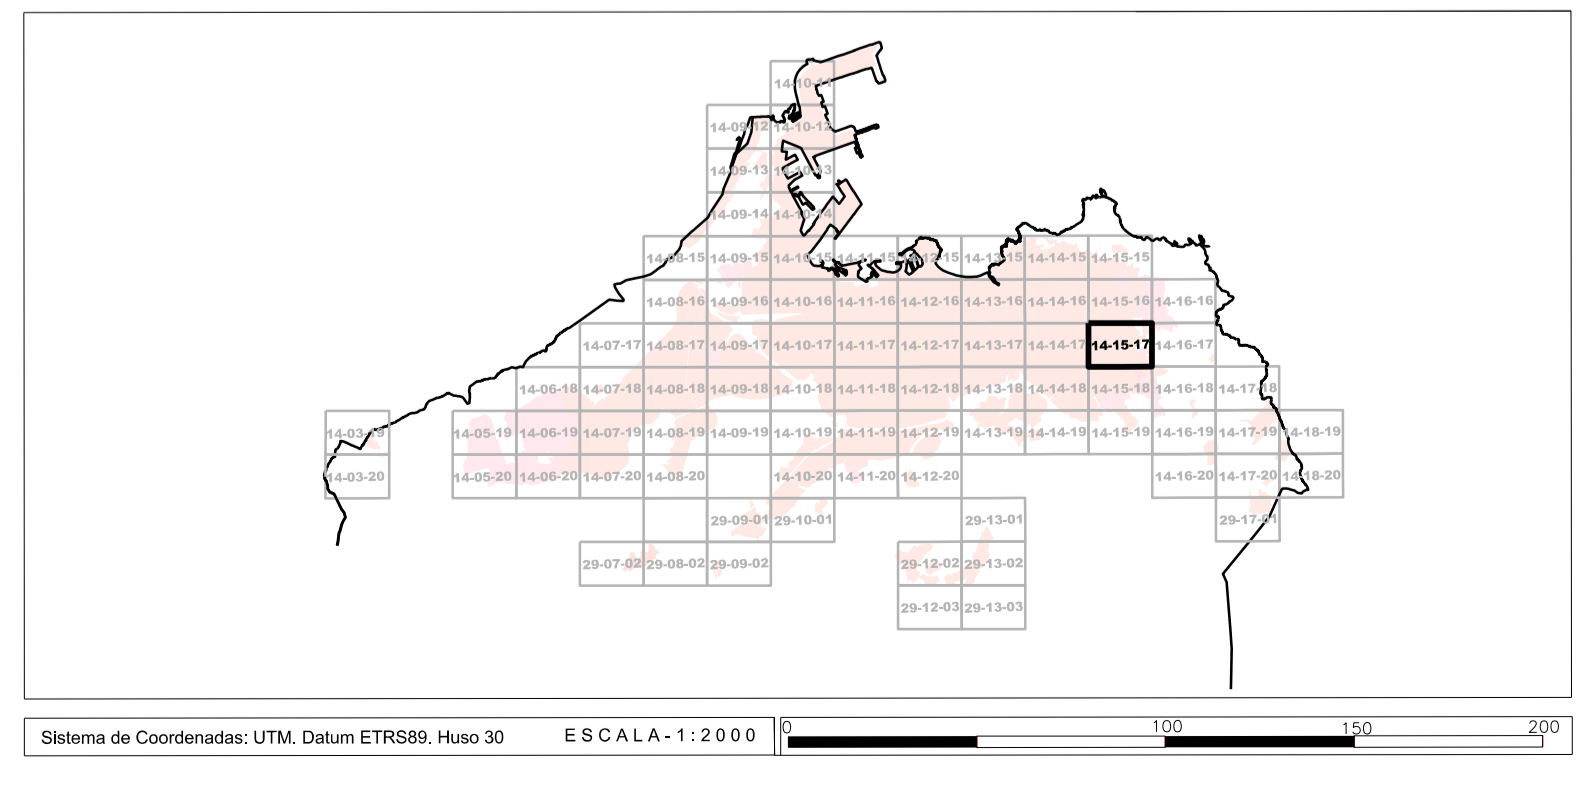 14-10-11
14-09-12 14-10-12
14-09-13 14-10-13
14-09-14 14-10-14
14-08-15 14-09-15 14-10-15 14-11-15 14-12-15 14-13-15 14-14-15 14-15-15
14-08-16 14-09-16 14-10-16 14-11-16 14-12-16 14-13-16 14-14-16 14-15-16 14-16-16
14-07-17 14-08-17 14-09-17 14-10-17 14-11-17 14-12-17 14-13-17 14-14-17 14-15-17 14-16-17
14-06-18 14-07-18 14-08-18 14-09-18 14-10-18 14-11-18 14-12-18 14-13-18 14-14-18 14-15-18 14-16-18 14-17-18
14-03-19 14-05-19 14-06-19 14-07-19 14-08-19 14-09-19 14-10-19 14-11-19 14-12-19 14-13-19 14-14-19 14-15-19 14-16-19 14-17-19 14-18-19
14-03-20 14-05-20 14-06-20 14-07-20 14-08-20 14-10-20 14-11-20 14-12-20 14-16-20 14-17-20 14-18-20
29-09-01 29-10-01 29-13-01 29-17-01
29-07-02 29-08-02 29-09-02 29-12-02 29-13-02
29-12-03 29-13-03
Sistema de Coordenadas: UTM. Datum ETRS89. Huso 30 ESCALA-1:2000 0 100 150 200